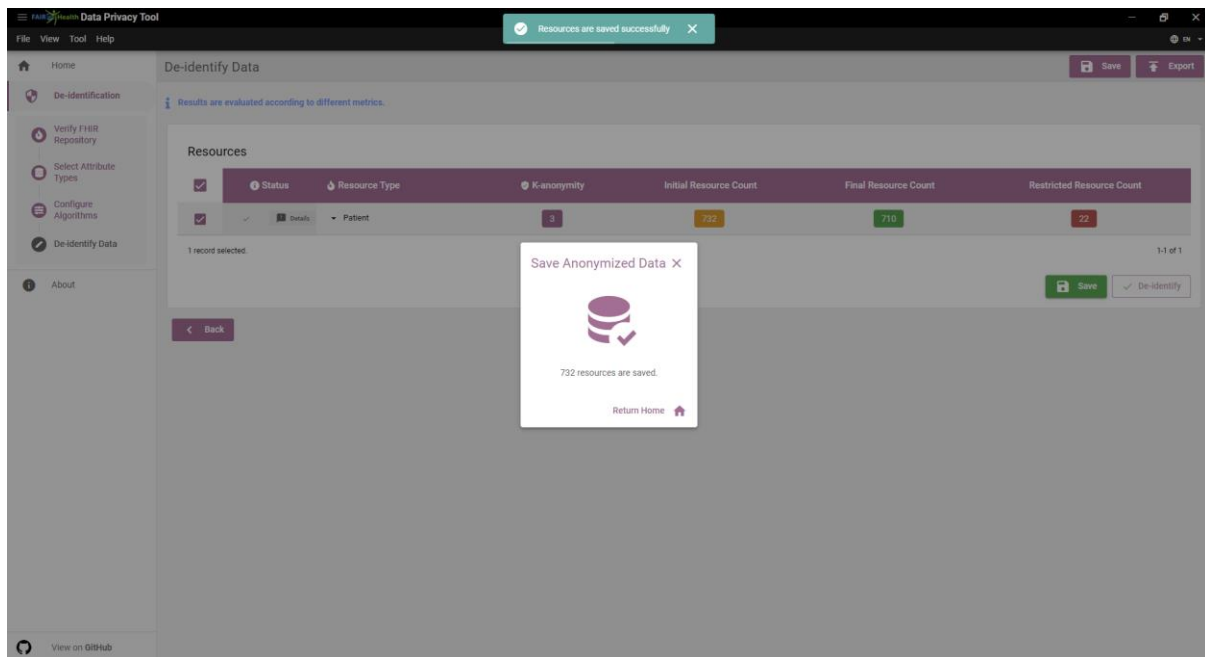 FAIR4Health Data Privacy Tool
Resources are saved successfully
File View Tool Help
EN
Home
De-identify Data
Save
Export
De-identification
Results are evaluated according to different metrics.
Verify FHIR
Repository
Resources
Select Attribute
Types
Status
Resource Type
K-anonymity
Initial Resource Count
Final Resource Count
Restricted Resource Count
Configure
Algorithms
Details
Patient
3
732
710
22
De-identify Data
1 record selected.
1-1 of 1
Save Anonymized Data
About
Save
De-identify
Back
732 resources are saved.
Return Home
View on GitHub